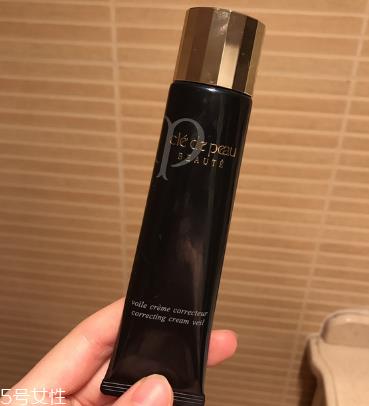 clé de peau
BEAUTÉ
voile crème correcteur
correcting cream veil
5号女性